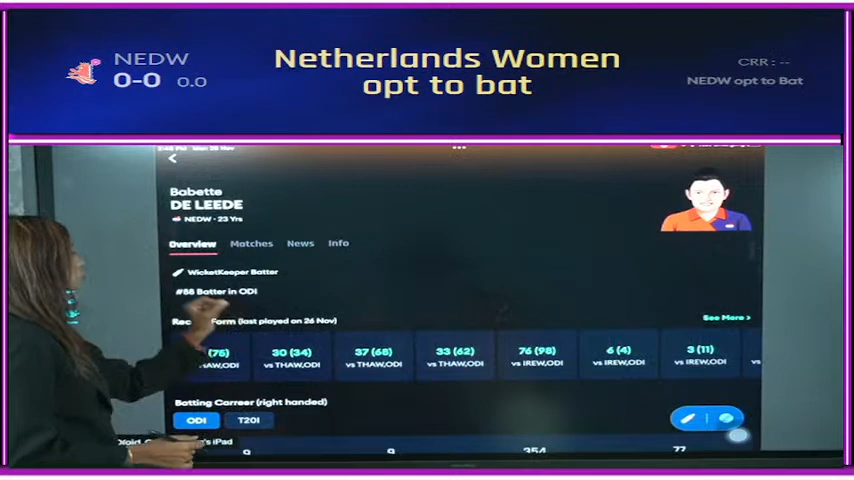 NEDW
0-0 0.0
Netherlands Women
opt to bat
CRR : --
NEDW opt to Bat
Babette
DE LEEDE
NEDW - 23 Yrs
Overview Matches News Info
WicketKeeper Batter
#88 Batter in ODI
Form (last played on 26 Nov)
See More >
(75) 30 (34) 37 (68) 33 (62) 76 (98) 6 (4) 3 (11)
vs THAW,ODI vs THAW,ODI vs THAW,ODI vs IREW,ODI vs IREW,ODI vs IREW,ODI
Batting Carreer (right handed)
ODI T20I
iPad
9 9 354 77